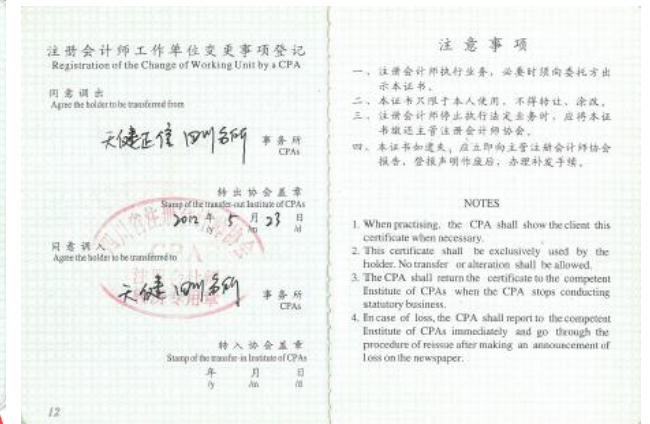 注册会计师工作单位变更事项登记
Registration of the Change of Working Unit by a CPA
同意调出
Agree the holder to be transferred from
天健正信四川分所 事务所
CPAs
转出协会盖章
Stamp of the transfer-out Institute of CPAs
2012年 5月 23日
/y /m /d
同意调入
Agree the holder to be transferred to
天健四川分所 事务所
CPAs
转入协会盖章
Stamp of the transfer-in Institute of CPAs
年 月 日
/y /m /d
12
注意事项
一、注册会计师执行业务，必要时须向委托方出
示本证书。
二、本证书只限于本人使用，不得转让、涂改。
三、注册会计师停止执行法定业务时，应将本证
书缴还主管注册会计师协会。
四、本证书如遗失，应立即向主管注册会计师协会
报告，登报声明作废后，办理补发手续。
NOTES
1. When practising, the CPA shall show the client this
certificate when necessary.
2. This certificate shall be exclusively used by the
holder. No transfer or alteration shall be allowed.
3. The CPA shall return the certificate to the competent
Institute of CPAs when the CPA stops conducting
statutory business.
4. In case of loss, the CPA shall report to the competent
Institute of CPAs immediately and go through the
procedure of reissue after making an announcement of
loss on the newspaper.